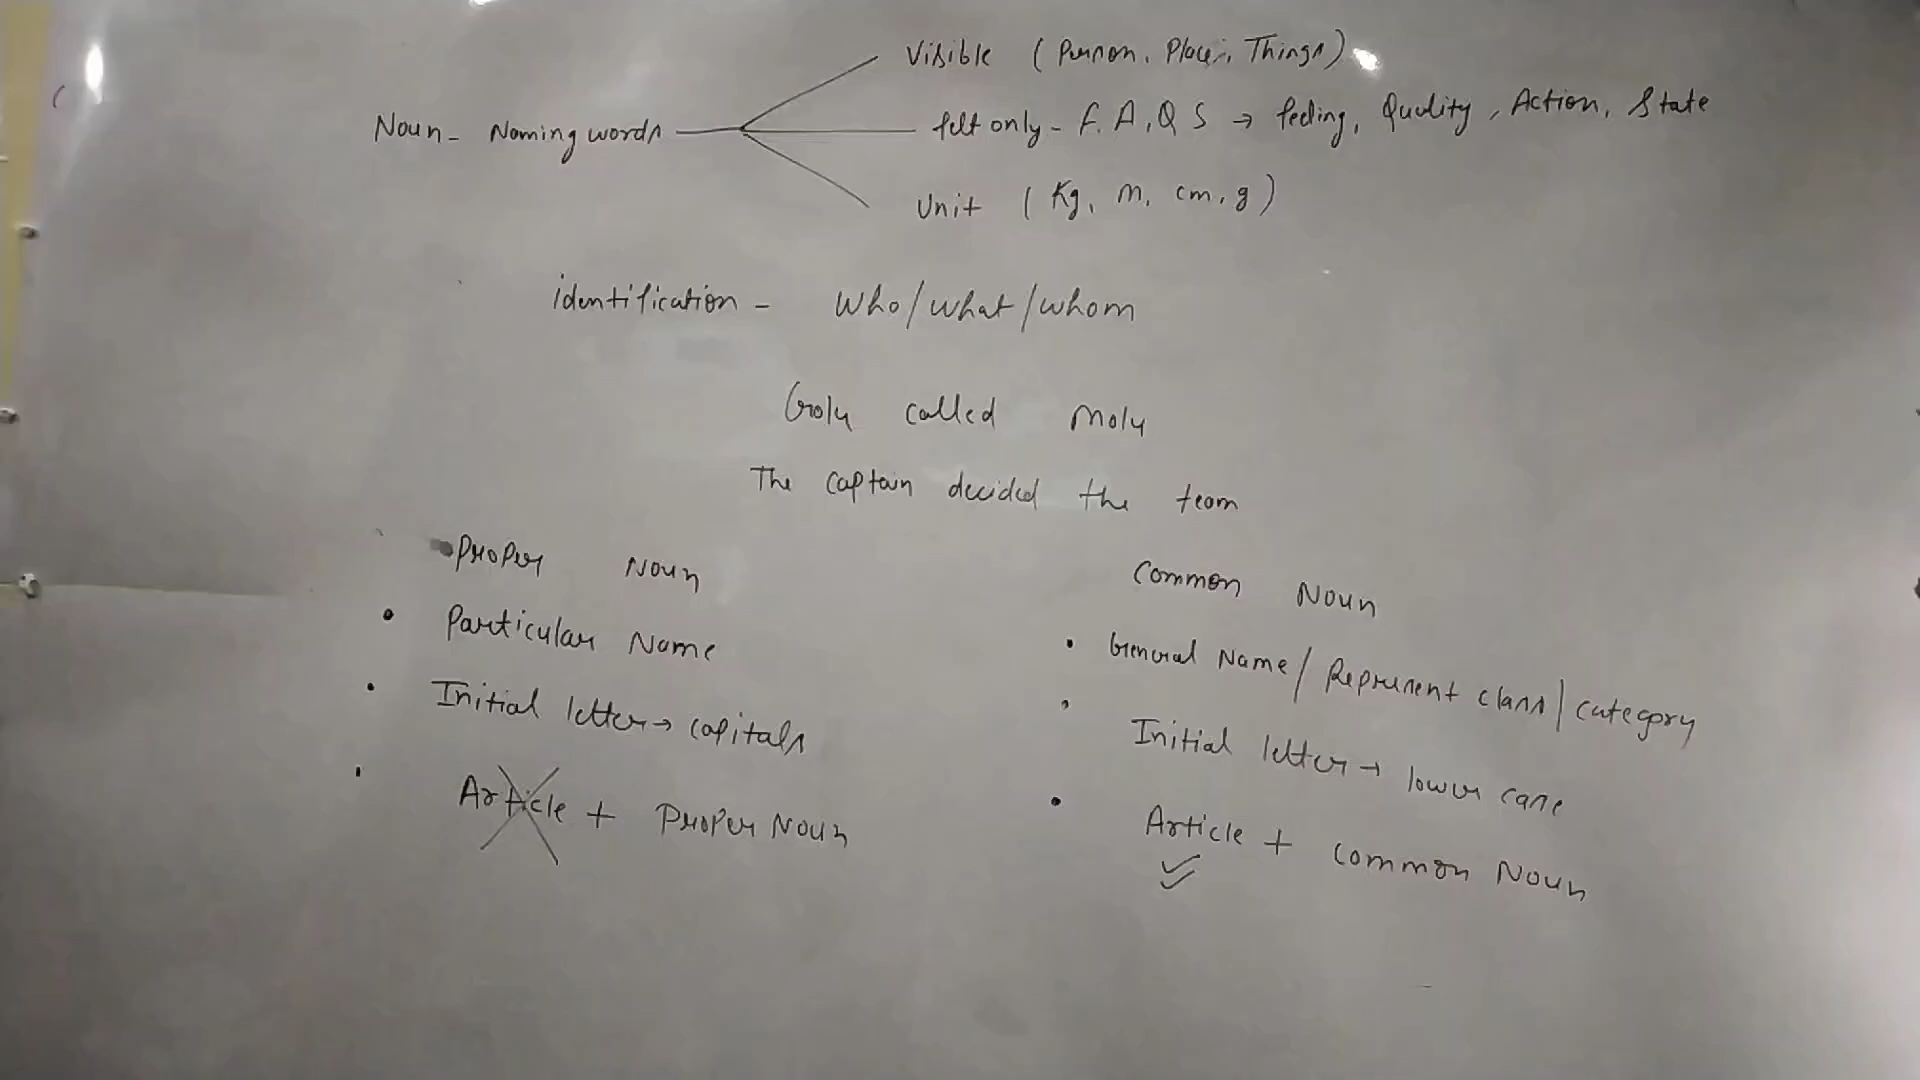 Visible (Person, Place, Things)
Noun - Naming words
felt only - F.A,Q S → feeling, Quality, Action, State
Unit (Kg, m, cm, g)
identification - who/what/whom
Golu called Molu
The captain decided the team
Proper Noun
Common Noun
• Particular Name
• General Name/ Represent class/category
• Initial letter → capitals
• Initial letter → lower case
• Article + Proper Noun
• Article + Common Noun